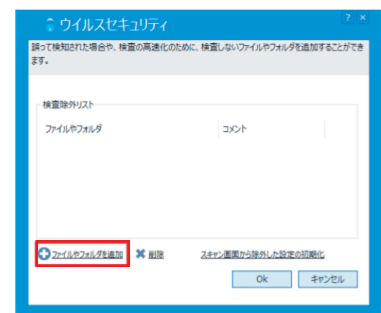 ウイルスセキュリティ
? ×
誤って検知された場合や、検査の高速化のために、検査しないファイルやフォルダを追加することができ
ます。
検査除外リスト
ファイルやフォルダ コメント
ファイルやフォルダを追加 削除 スキャン画面から除外した設定の初期化
Ok キャンセル